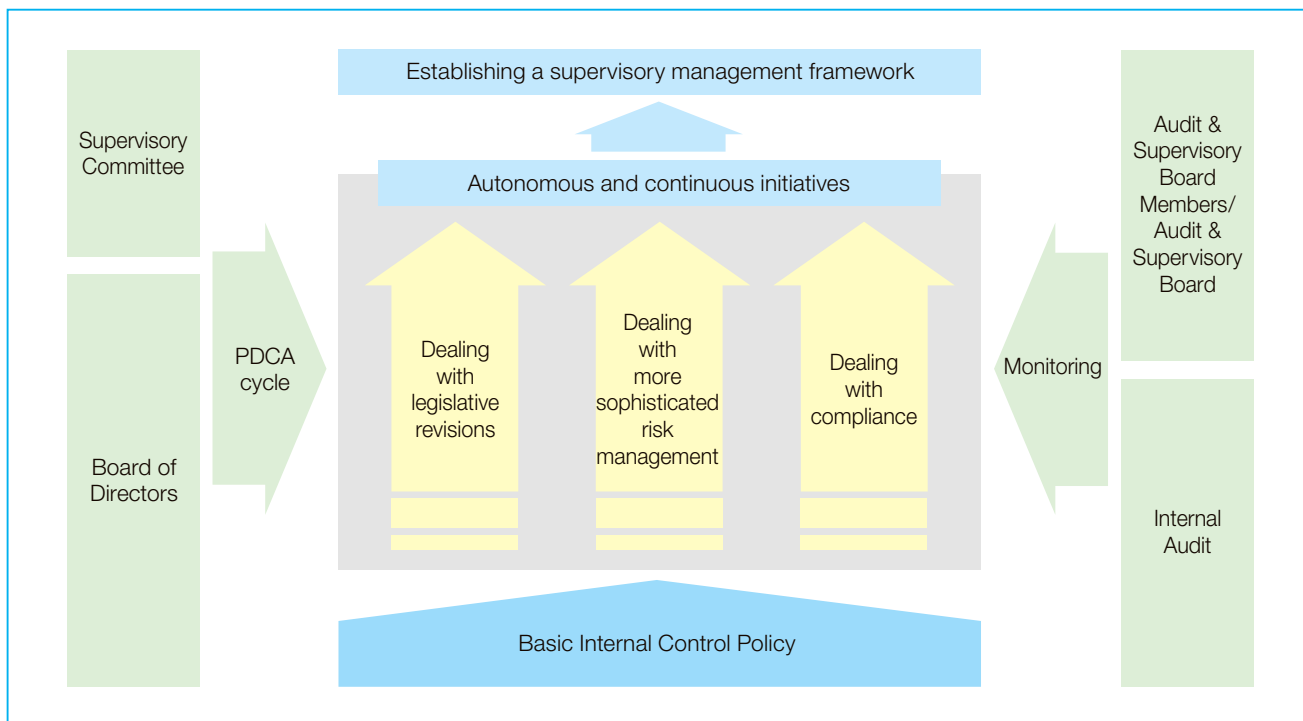 Establishing a supervisory management framework
Supervisory
Committee
Audit &
Supervisory
Board
Members/
Audit &
Supervisory
Board
Autonomous and continuous initiatives
PDCA
cycle
Dealing
with
legislative
revisions
Dealing
with
more
sophisticated
risk
management
Dealing
with
compliance
Monitoring
Board of
Directors
Internal
Audit
Basic Internal Control Policy